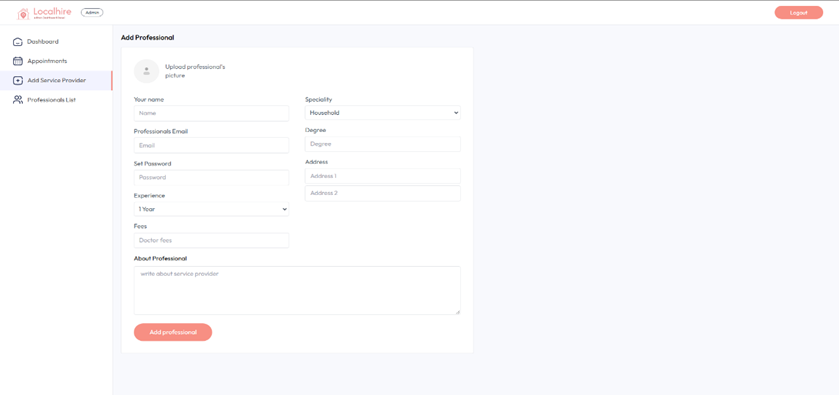 Localhire
Admin
Logout
Dashboard
Appointments
Add Service Provider
Professionals List
Add Professional
Upload professional's
picture
Your name
Name
Professionals Email
Email
Set Password
Password
Experience
1 Year
Fees
Doctor fees
Speciality
Household
Degree
Degree
Address
Address 1
Address 2
About Professional
write about service provider
Add professional